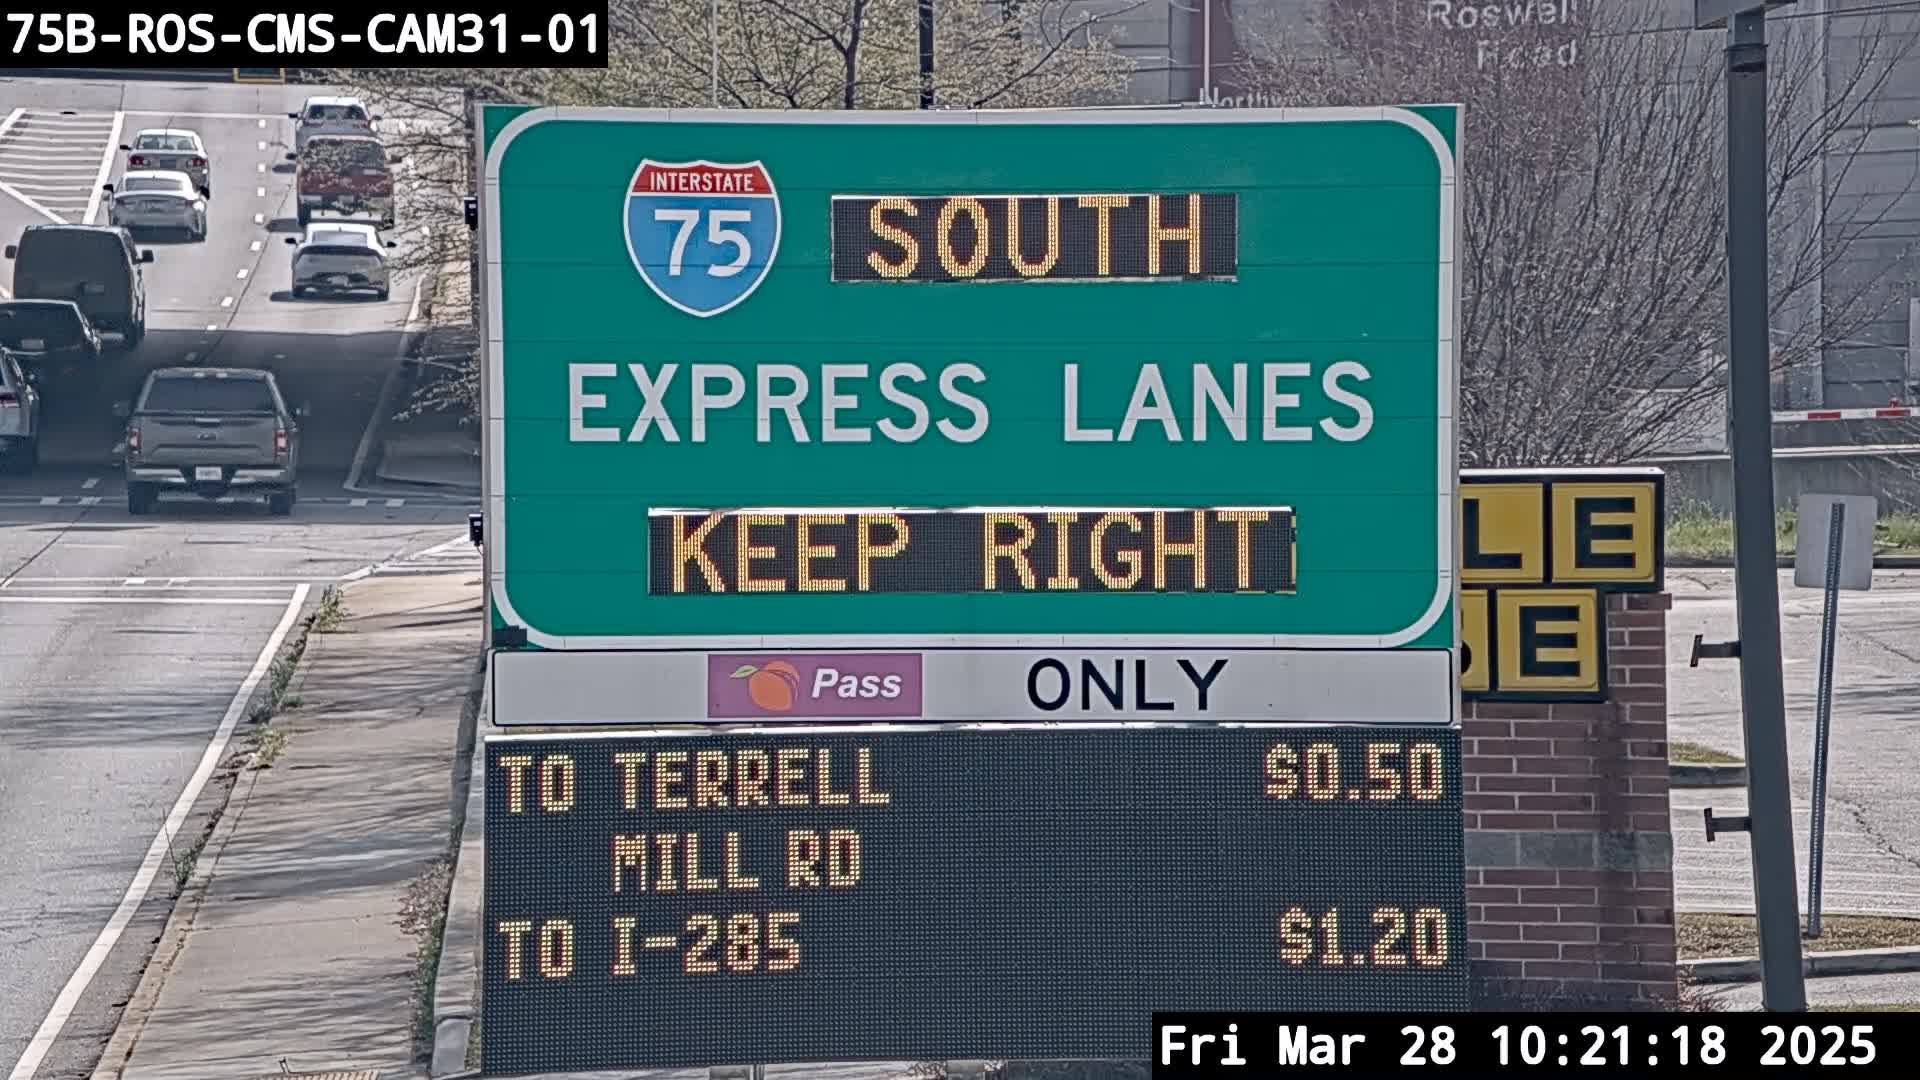 75B-ROS-CMS-CAM31-01
Roswell
Road
INTERSTATE
75
SOUTH
EXPRESS LANES
KEEP RIGHT
LE
E
Pass ONLY
TO TERRELL $0.50
MILL RD
TO I-285 $1.20
Fri Mar 28 10:21:18 2025